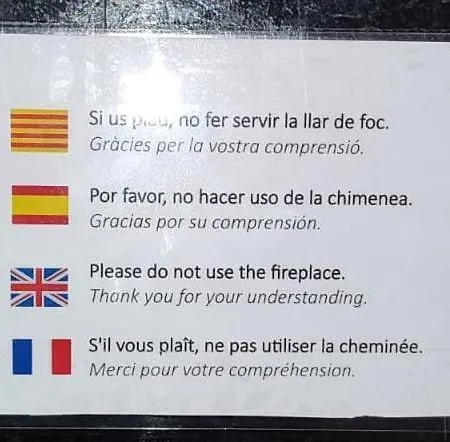 Si us plau, no fer servir la llar de foc.
Gràcies per la vostra comprensió.
Por favor, no hacer uso de la chimenea.
Gracias por su comprensión.
Please do not use the fireplace.
Thank you for your understanding.
S'il vous plaît, ne pas utiliser la cheminée.
Merci pour votre compréhension.